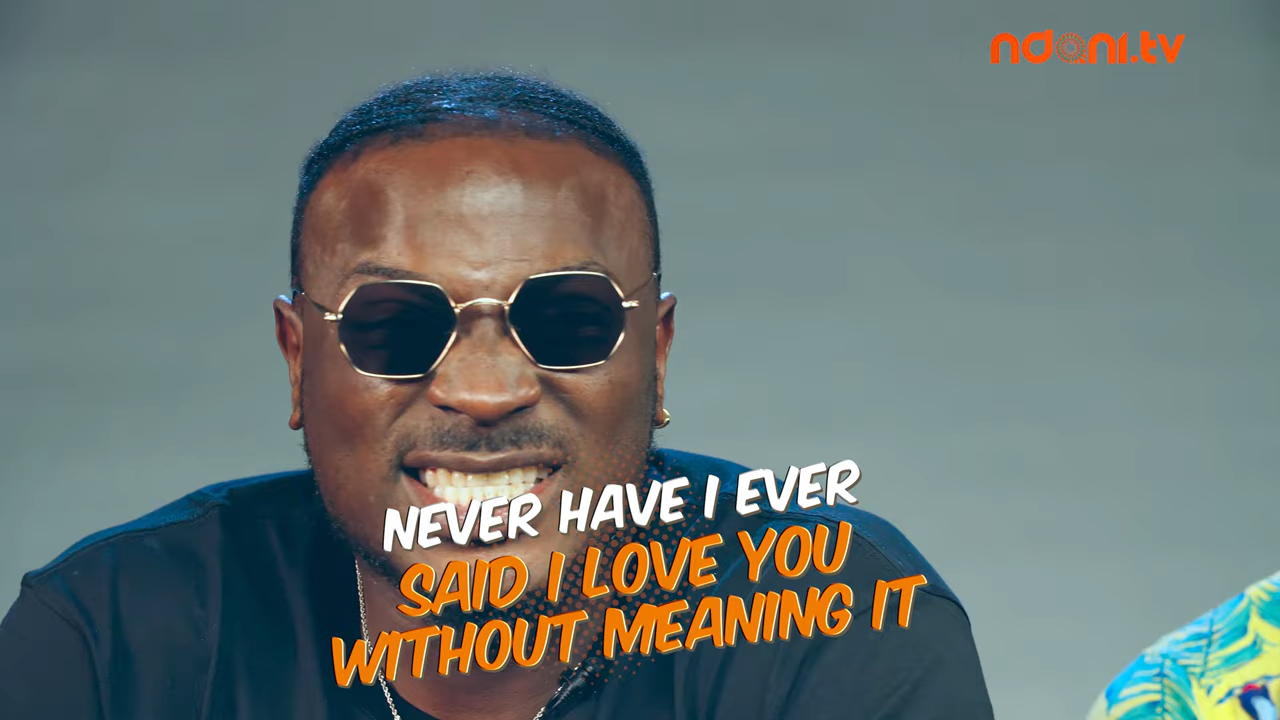 ndani.tv
NEVER HAVE I EVER
SAID I LOVE YOU
WITHOUT MEANING IT